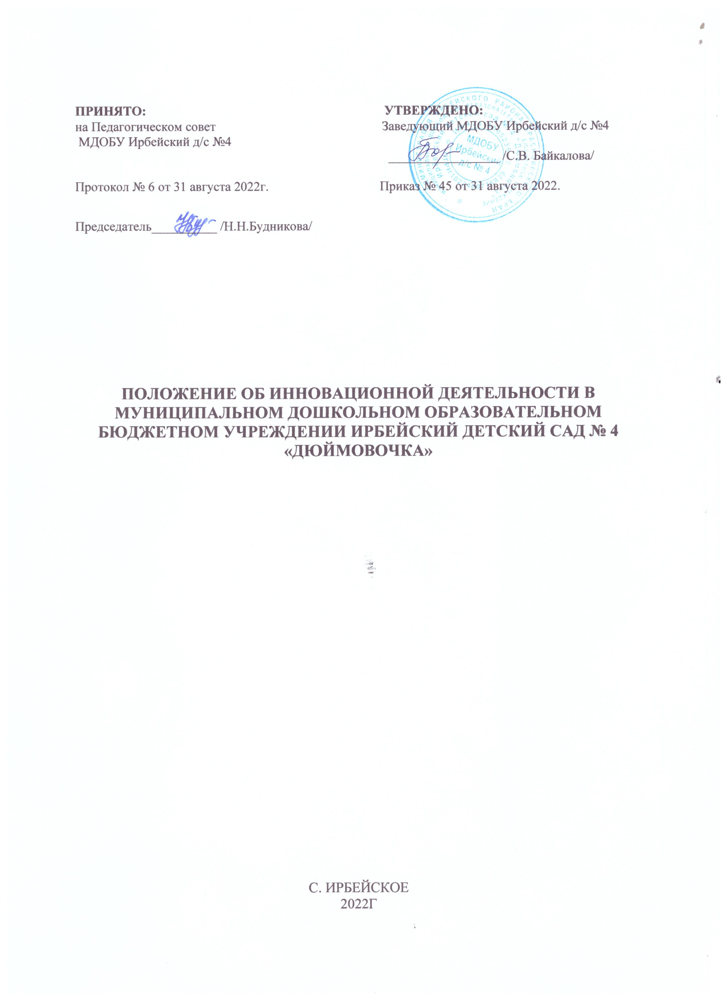 ПРИНЯТО:
на Педагогическом совет
МДОБУ Ирбейский д/с №4
Протокол № 6 от 31 августа 2022г.
Председатель__________ /Н.Н.Будникова/
УТВЕРЖДЕНО:
Заведующий МДОБУ Ирбейский д/с №4
_________________/С.В. Байкалова/
Приказ № 45 от 31 августа 2022.
МДОБУ
Ирбейский
д/с № 4
ПОЛОЖЕНИЕ ОБ ИННОВАЦИОННОЙ ДЕЯТЕЛЬНОСТИ В
МУНИЦИПАЛЬНОМ ДОШКОЛЬНОМ ОБРАЗОВАТЕЛЬНОМ
БЮДЖЕТНОМ УЧРЕЖДЕНИИ ИРБЕЙСКИЙ ДЕТСКИЙ САД № 4
«ДЮЙМОВОЧКА»
С. ИРБЕЙСКОЕ
2022Г